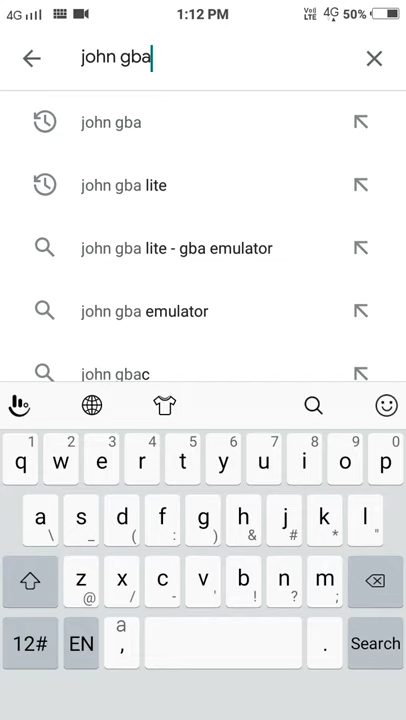 4G 1:12 PM VoLTE 4G 50%
john gba
john gba
john gba lite
john gba lite - gba emulator
john gba emulator
john gbac
1 2 3 4 5 6 7 8 9 0
q w e r t y u i o p
a s d f g h j k l
\ _ ( : ) & # * "
z x c v b n m
@ / - ' ! ? ;
12# EN a , . Search